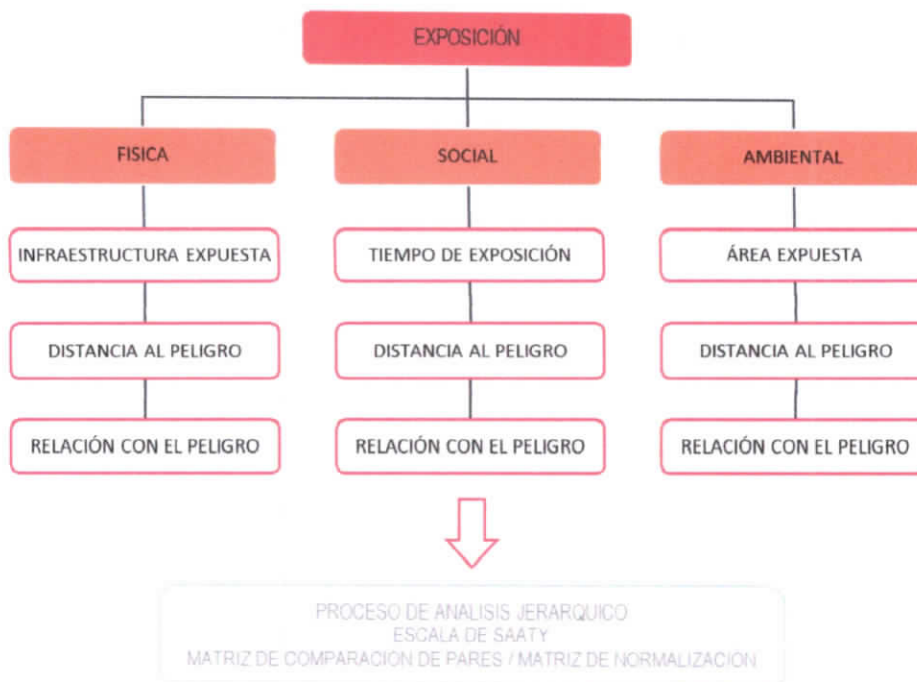 EXPOSICIÓN
FISICA
SOCIAL
AMBIENTAL
INFRAESTRUCTURA EXPUESTA
TIEMPO DE EXPOSICIÓN
ÁREA EXPUESTA
DISTANCIA AL PELIGRO
DISTANCIA AL PELIGRO
DISTANCIA AL PELIGRO
RELACIÓN CON EL PELIGRO
RELACIÓN CON EL PELIGRO
RELACIÓN CON EL PELIGRO
PROCESO DE ANALISIS JERARQUICO
ESCALA DE SAATY
MATRIZ DE COMPARACION DE PARES / MATRIZ DE NORMALIZACION